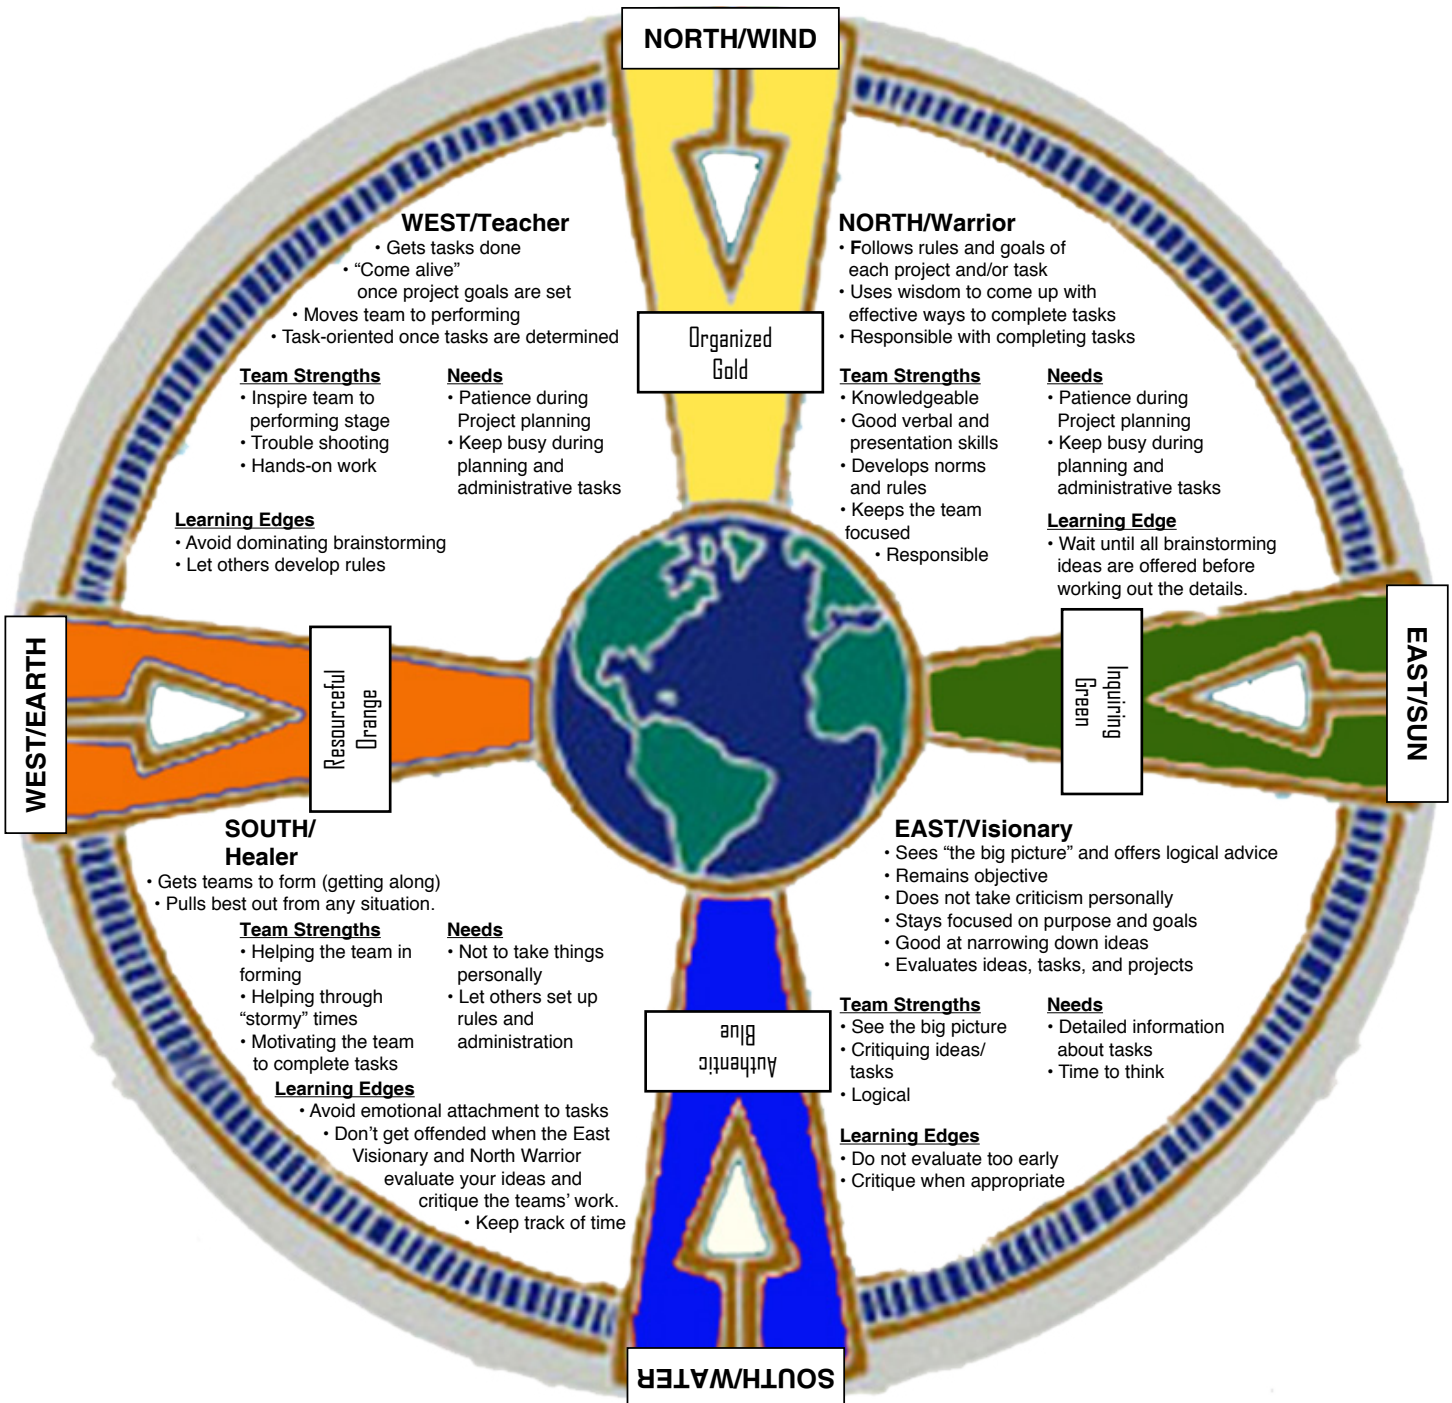 NORTH/WIND
WEST/Teacher
• Gets tasks done
• “Come alive”
once project goals are set
• Moves team to performing
• Task-oriented once tasks are determined
Team Strengths
• Inspire team to
performing stage
• Trouble shooting
• Hands-on work
Needs
• Patience during
Project planning
• Keep busy during
planning and
administrative tasks
Learning Edges
• Avoid dominating brainstorming
• Let others develop rules
Organized
Gold
NORTH/Warrior
• Follows rules and goals of
each project and/or task
• Uses wisdom to come up with
effective ways to complete tasks
• Responsible with completing tasks
Team Strengths
• Knowledgeable
• Good verbal and
presentation skills
• Develops norms
and rules
• Keeps the team
focused
• Responsible
Needs
• Patience during
Project planning
• Keep busy during
planning and
administrative tasks
Learning Edge
• Wait until all brainstorming
ideas are offered before
working out the details.
WEST/EARTH
Resourceful
Orange
Inquiring
Green
EAST/SUN
SOUTH/
Healer
• Gets teams to form (getting along)
• Pulls best out from any situation.
Team Strengths
• Helping the team in
forming
• Helping through
“stormy” times
• Motivating the team
to complete tasks
Needs
• Not to take things
personally
• Let others set up
rules and
administration
Learning Edges
• Avoid emotional attachment to tasks
• Don’t get offended when the East
Visionary and North Warrior
evaluate your ideas and
critique the teams’ work.
• Keep track of time
EAST/Visionary
• Sees “the big picture” and offers logical advice
• Remains objective
• Does not take criticism personally
• Stays focused on purpose and goals
• Good at narrowing down ideas
• Evaluates ideas, tasks, and projects
Team Strengths
• See the big picture
• Critiquing ideas/
tasks
• Logical
Needs
• Detailed information
about tasks
• Time to think
Learning Edges
• Do not evaluate too early
• Critique when appropriate
Authentic
Blue
SOUTH/WATER